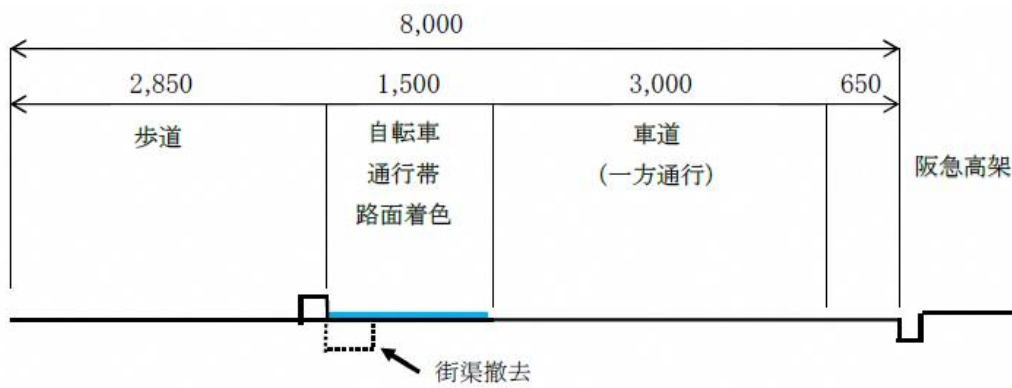 8,000
2,850
1,500
3,000
650
歩道
自転車
通行帯
路面着色
車道
(一方通行)
阪急高架
街渠撤去